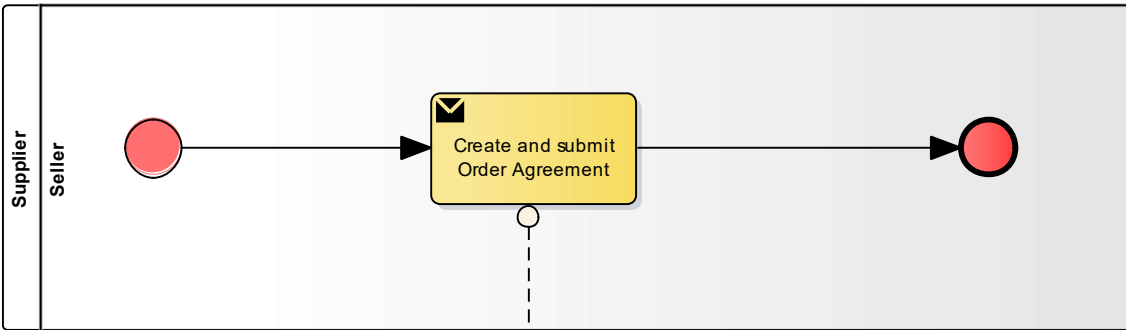 Supplier
Seller
Create and submit
Order Agreement